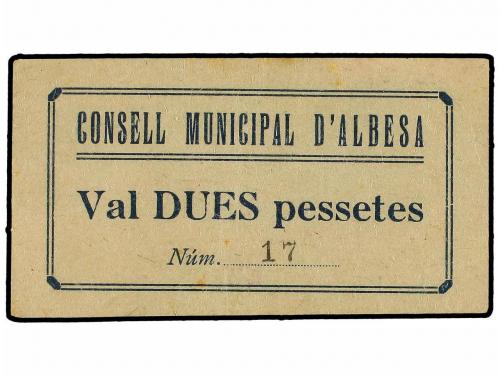 CONSELL MUNICIPAL D'ALBESA
Val DUES pessetes
Núm. 17